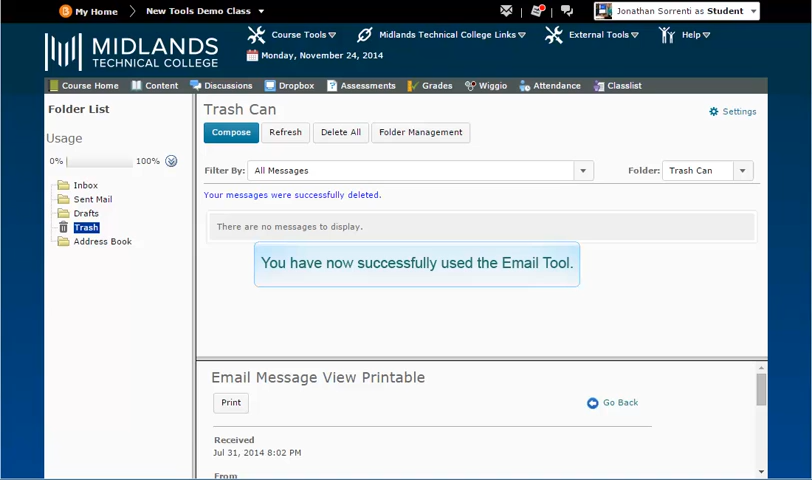 My Home
New Tools Demo Class
Jonathan Sorrenti as Student
MIDLANDS
TECHNICAL COLLEGE
Course Tools
Midlands Technical College Links
External Tools
Help
Monday, November 24, 2014
Course Home
Content
Discussions
Dropbox
Assessments
Grades
Wiggio
Attendance
Classlist
Folder List
Usage
0%
100%
Inbox
Sent Mail
Drafts
Trash
Address Book
Trash Can
Settings
Compose
Refresh
Delete All
Folder Management
Filter By:
All Messages
Folder:
Trash Can
Your messages were successfully deleted.
There are no messages to display.
You have now successfully used the Email Tool.
Email Message View Printable
Print
Go Back
Received
Jul 31, 2014 8:02 PM
From